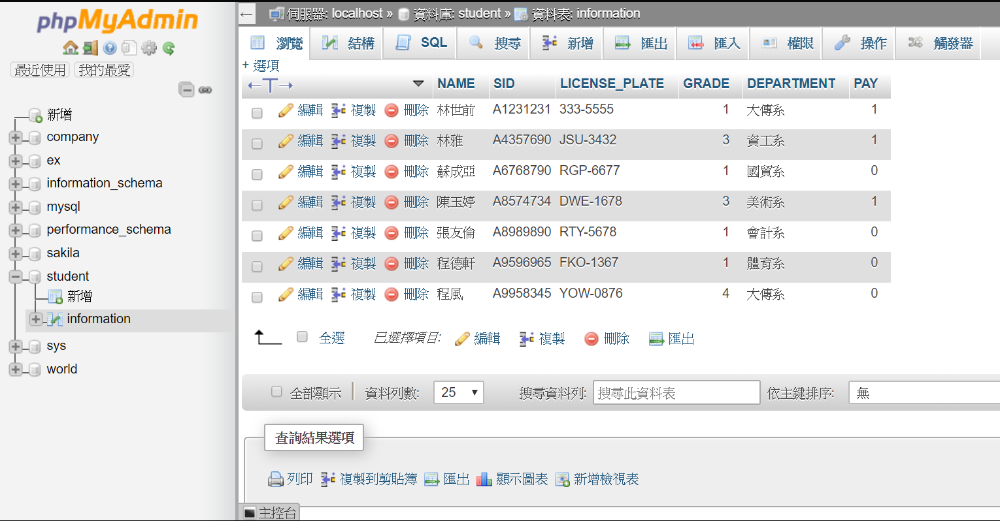 phpMyAdmin
最近使用 我的最愛
新增
company
ex
information_schema
mysql
performance_schema
sakila
student
新增
information
sys
world
← 伺服器: localhost » 資料庫: student » 資料表: information
瀏覽 結構 SQL 搜尋 新增 匯出 匯入 權限 操作 觸發器
+ 選項
←T→ ▼ NAME SID LICENSE_PLATE GRADE DEPARTMENT PAY
編輯 複製 刪除 林世前 A1231231 333-5555 1 大傳系 1
編輯 複製 刪除 林雅 A4357690 JSU-3432 3 資工系 1
編輯 複製 刪除 蘇成亞 A6768790 RGP-6677 1 國貿系 0
編輯 複製 刪除 陳玉婷 A8574734 DWE-1678 3 美術系 1
編輯 複製 刪除 張友倫 A8989890 RTY-5678 1 會計系 0
編輯 複製 刪除 程德軒 A9596965 FKO-1367 1 體育系 0
編輯 複製 刪除 程風 A9958345 YOW-0876 4 大傳系 0
全選 已選擇項目: 編輯 複製 刪除 匯出
全部顯示 | 資料列數: 25 ▼ 搜尋資料列: 搜尋此資料表 依主鍵排序: 無
查詢結果選項
列印 複製到剪貼簿 匯出 顯示圖表 新增檢視表
主控台